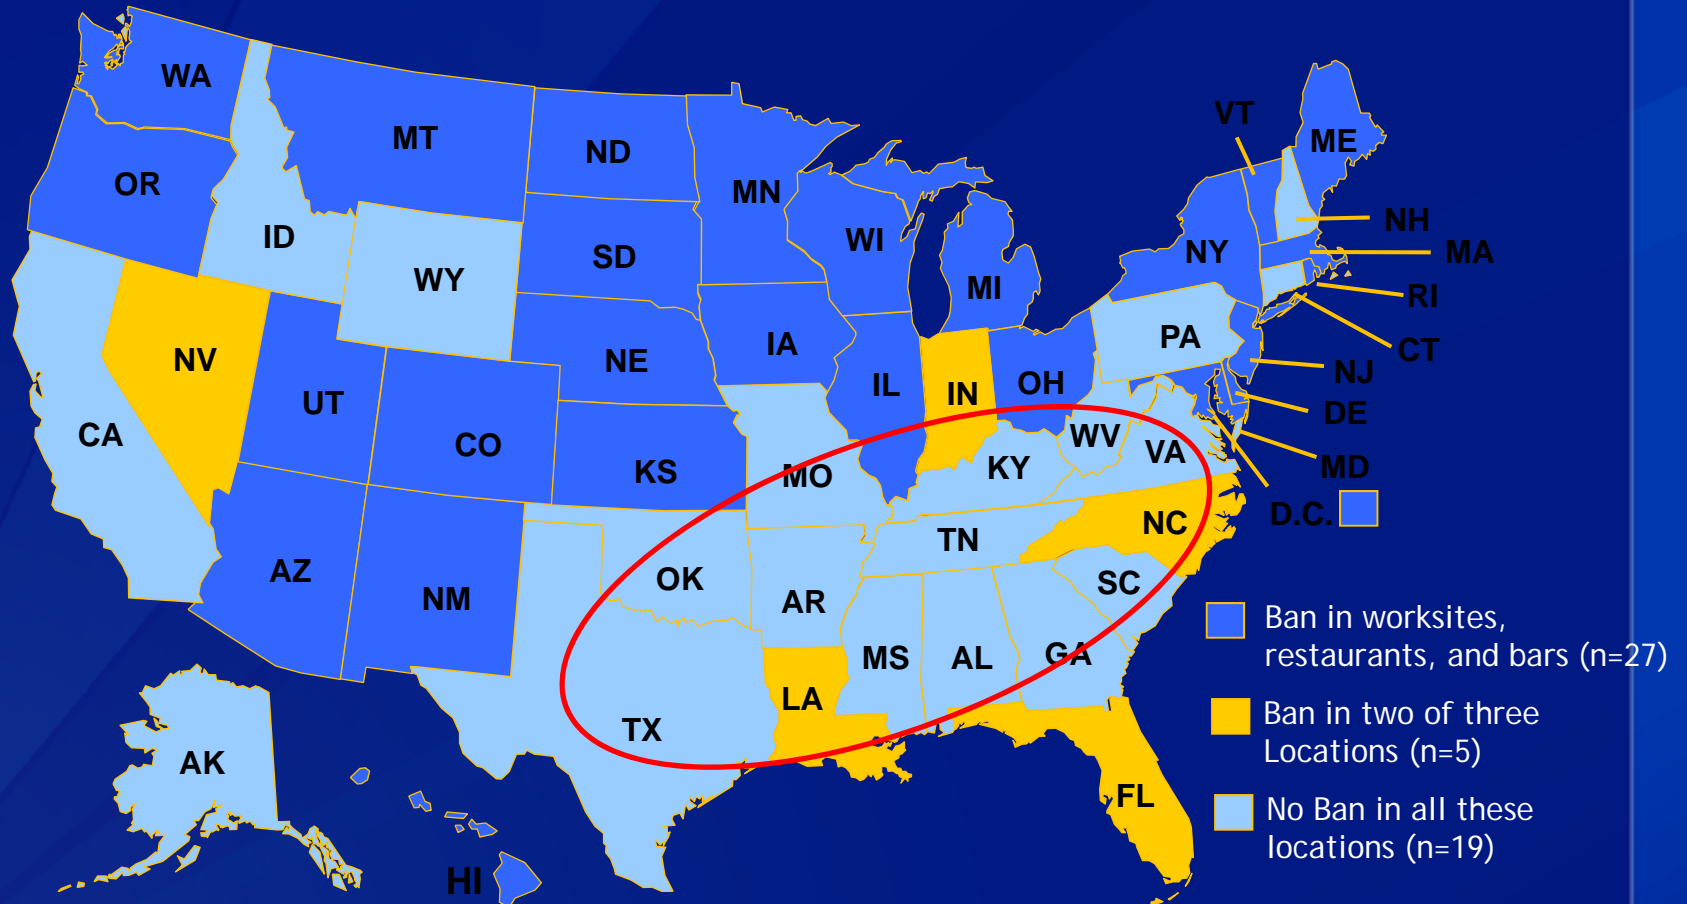 WA
MT
ND
MN
OR
ID
WY
SD
WI
MI
VT
ME
NY
NH
MA
RI
CT
NV
UT
NE
IA
IL
IN
OH
PA
NJ
DE
MD
D.C.
CA
CO
KS
MO
KY
WV
VA
AZ
NM
OK
AR
TN
NC
SC
TX
LA
MS
AL
GA
FL
AK
HI
Ban in worksites,
restaurants, and bars (n=27)
Ban in two of three
Locations (n=5)
No Ban in all these
locations (n=19)